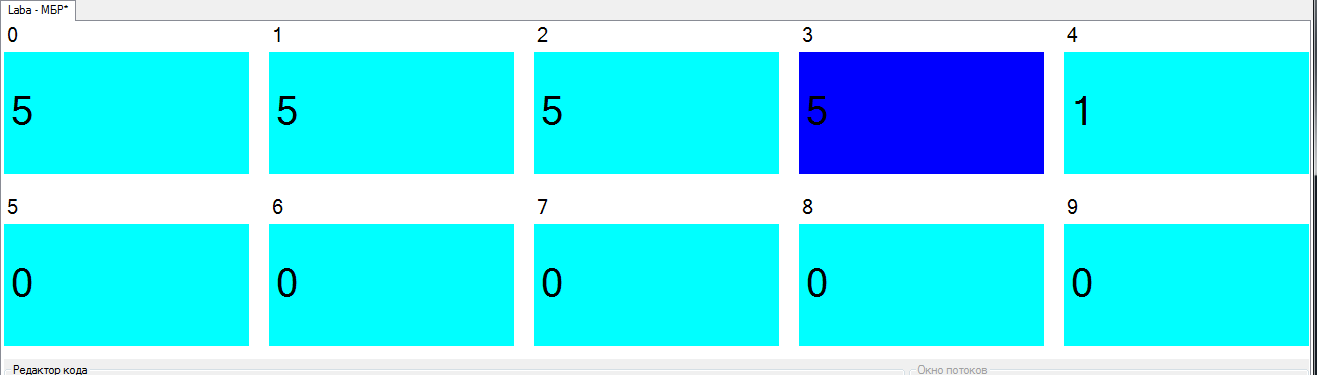 Laba - МБР*
0 1 2 3 4
5 5 5 5 1
5 6 7 8 9
0 0 0 0 0
Редактор кода Окно потоков